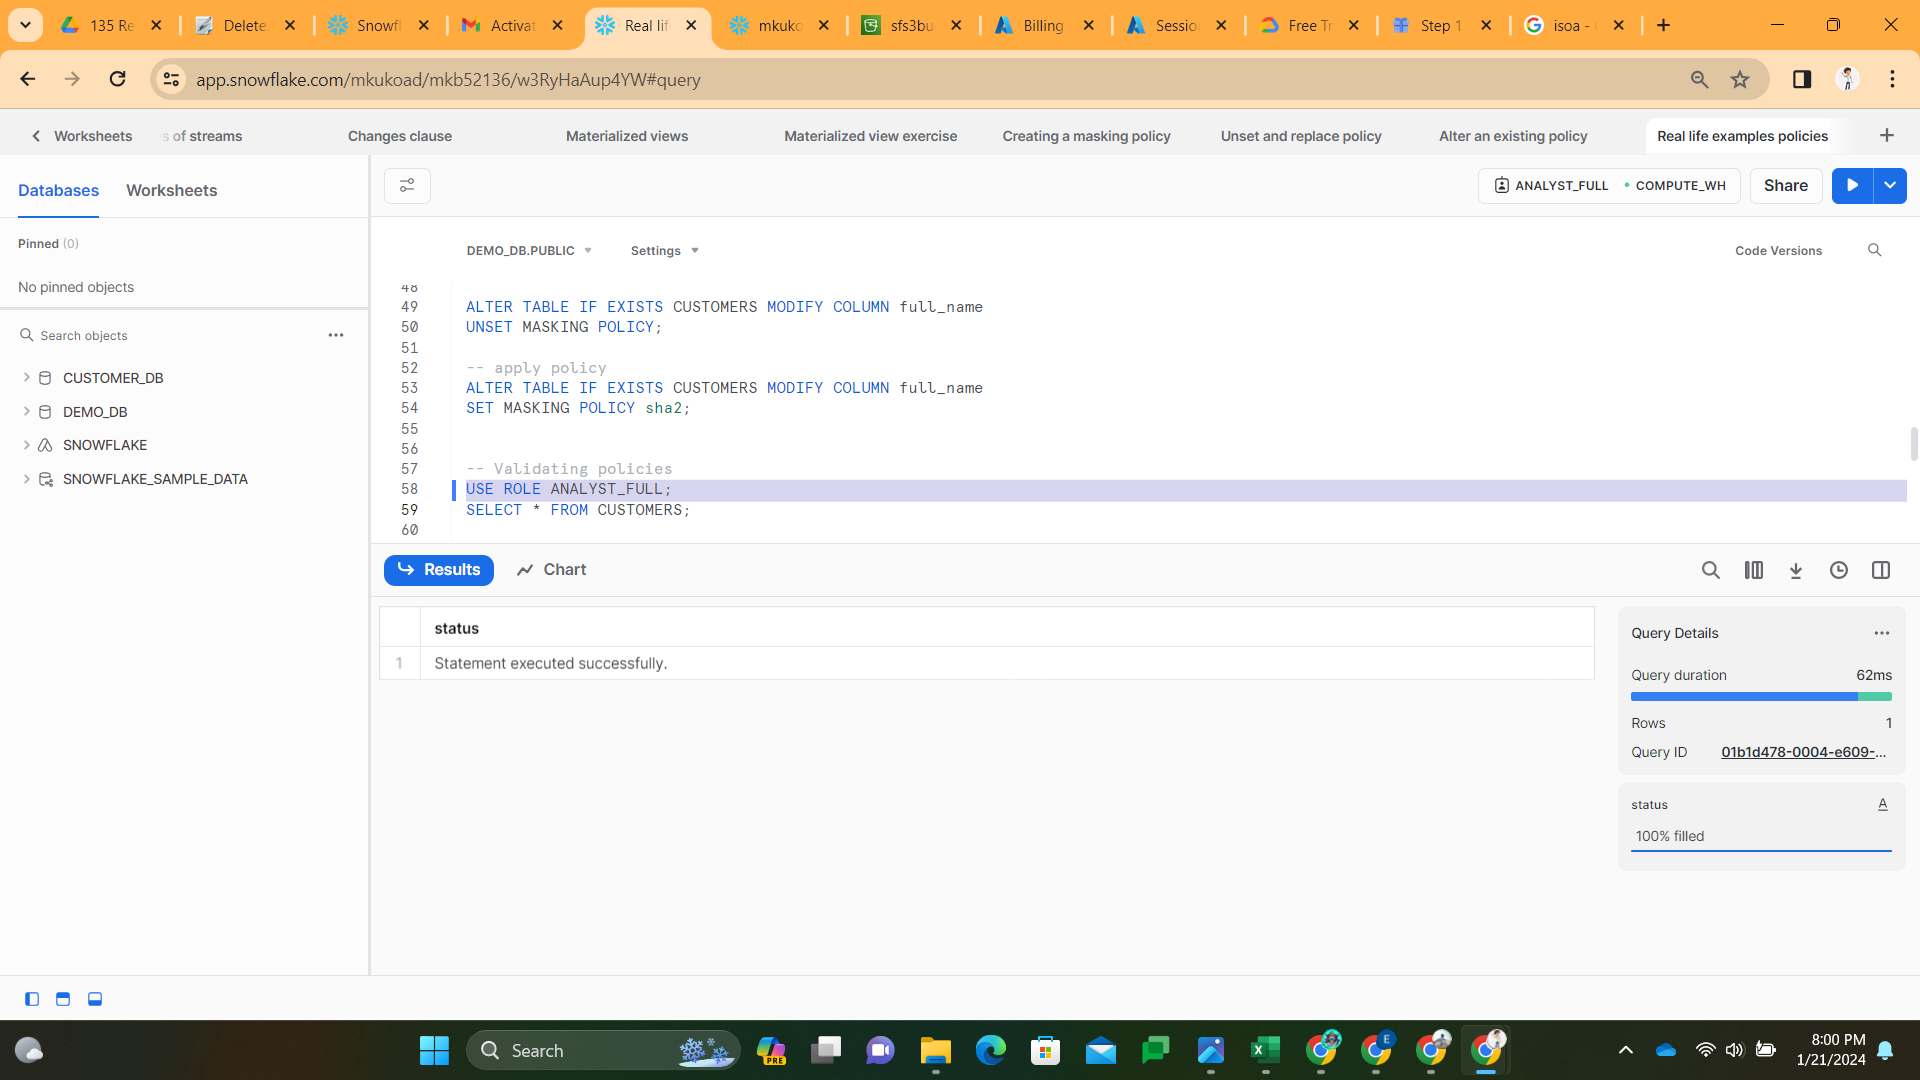 135 Re
Delete
Snowfl
Activat
Real lif
mkuko
sfs3bu
Billing
Sessio
Free Tr
Step 1
isoa -
app.snowflake.com/mkukoad/mkb52136/w3RyHaAup4YW#query
Worksheets
s of streams
Changes clause
Materialized views
Materialized view exercise
Creating a masking policy
Unset and replace policy
Alter an existing policy
Real life examples policies
Databases
Worksheets
ANALYST_FULL
COMPUTE_WH
Share
Pinned (0)
No pinned objects
Search objects
CUSTOMER_DB
DEMO_DB
SNOWFLAKE
SNOWFLAKE_SAMPLE_DATA
DEMO_DB.PUBLIC
Settings
Code Versions
48
49 ALTER TABLE IF EXISTS CUSTOMERS MODIFY COLUMN full_name
50 UNSET MASKING POLICY;
51
52 -- apply policy
53 ALTER TABLE IF EXISTS CUSTOMERS MODIFY COLUMN full_name
54 SET MASKING POLICY sha2;
55
56
57 -- Validating policies
58 USE ROLE ANALYST_FULL;
59 SELECT * FROM CUSTOMERS;
60
Results
Chart
status
1 Statement executed successfully.
Query Details
Query duration 62ms
Rows 1
Query ID 01b1d478-0004-e609-...
status A
100% filled
Search
PRE
E
8:00 PM
1/21/2024